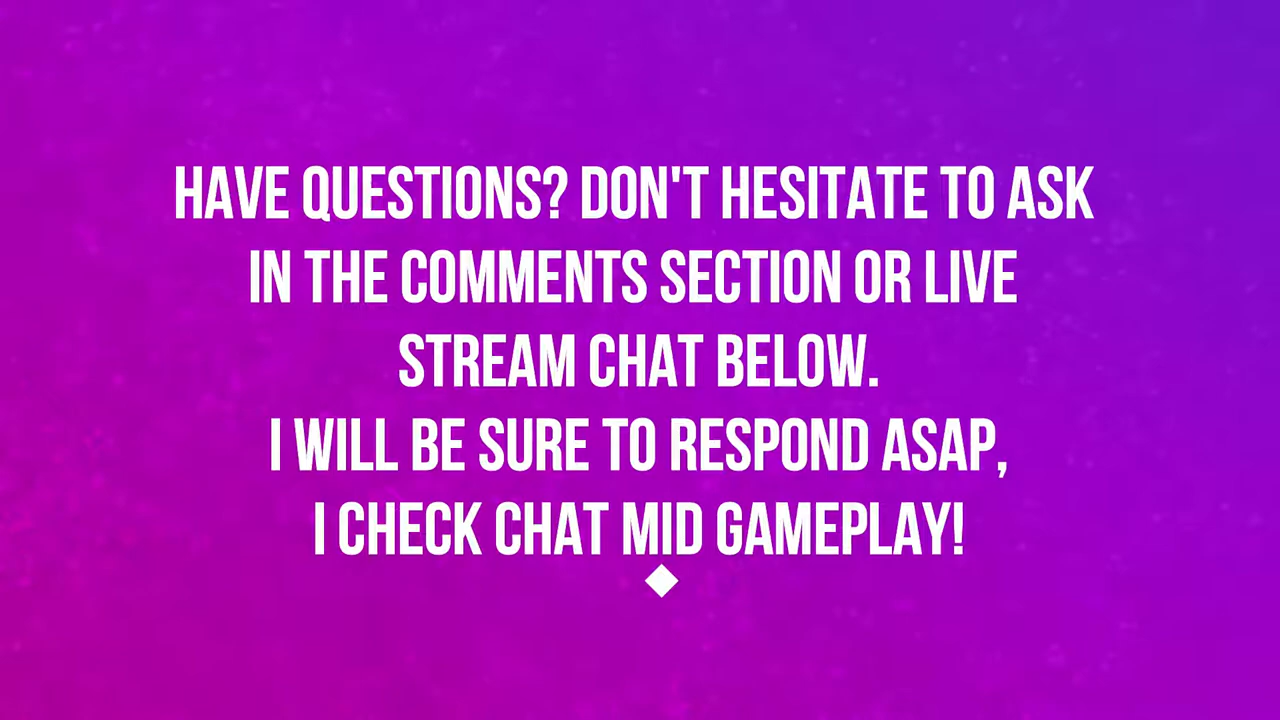 HAVE QUESTIONS? DON'T HESITATE TO ASK
IN THE COMMENTS SECTION OR LIVE
STREAM CHAT BELOW.
I WILL BE SURE TO RESPOND ASAP,
I CHECK CHAT MID GAMEPLAY!